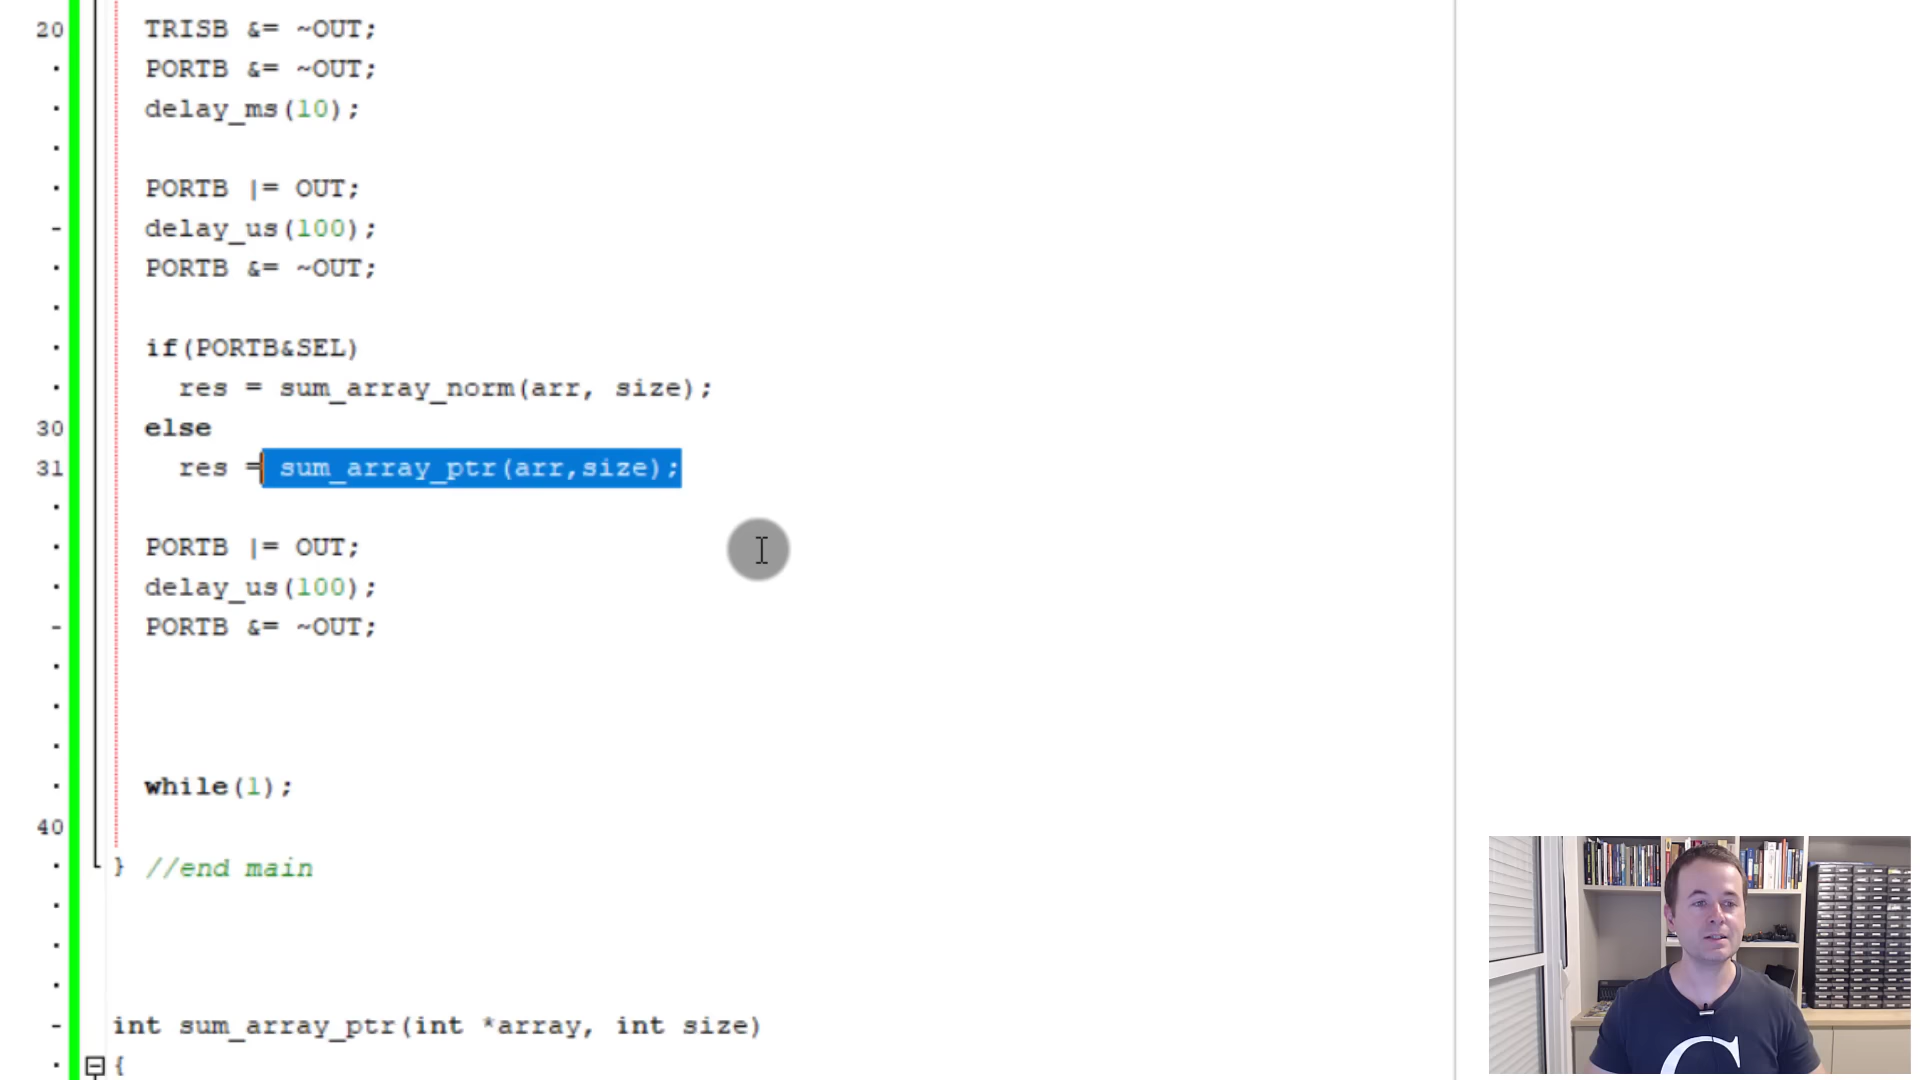 20 TRISB &= ~OUT;
PORTB &= ~OUT;
delay_ms(10);
PORTB |= OUT;
delay_us(100);
PORTB &= ~OUT;
if(PORTB&SEL)
res = sum_array_norm(arr, size);
30 else
31 res = sum_array_ptr(arr,size);
PORTB |= OUT;
delay_us(100);
PORTB &= ~OUT;
while(1);
40
} //end main
int sum_array_ptr(int *array, int size)
{
C